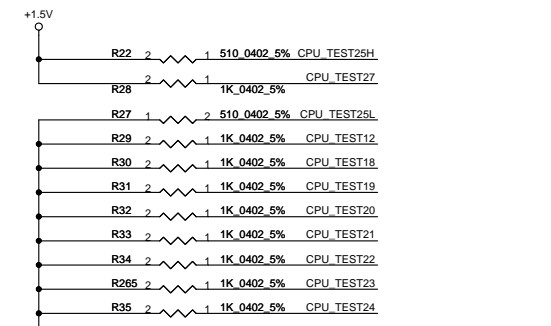 +1.5V
R22 2 1 510_0402_5% CPU_TEST25H
2 1 CPU_TEST27
R28 1K_0402_5%
R27 1 2 510_0402_5% CPU_TEST25L
R29 2 1 1K_0402_5% CPU_TEST12
R30 2 1 1K_0402_5% CPU_TEST18
R31 2 1 1K_0402_5% CPU_TEST19
R32 2 1 1K_0402_5% CPU_TEST20
R33 2 1 1K_0402_5% CPU_TEST21
R34 2 1 1K_0402_5% CPU_TEST22
R265 2 1 1K_0402_5% CPU_TEST23
R35 2 1 1K_0402_5% CPU_TEST24